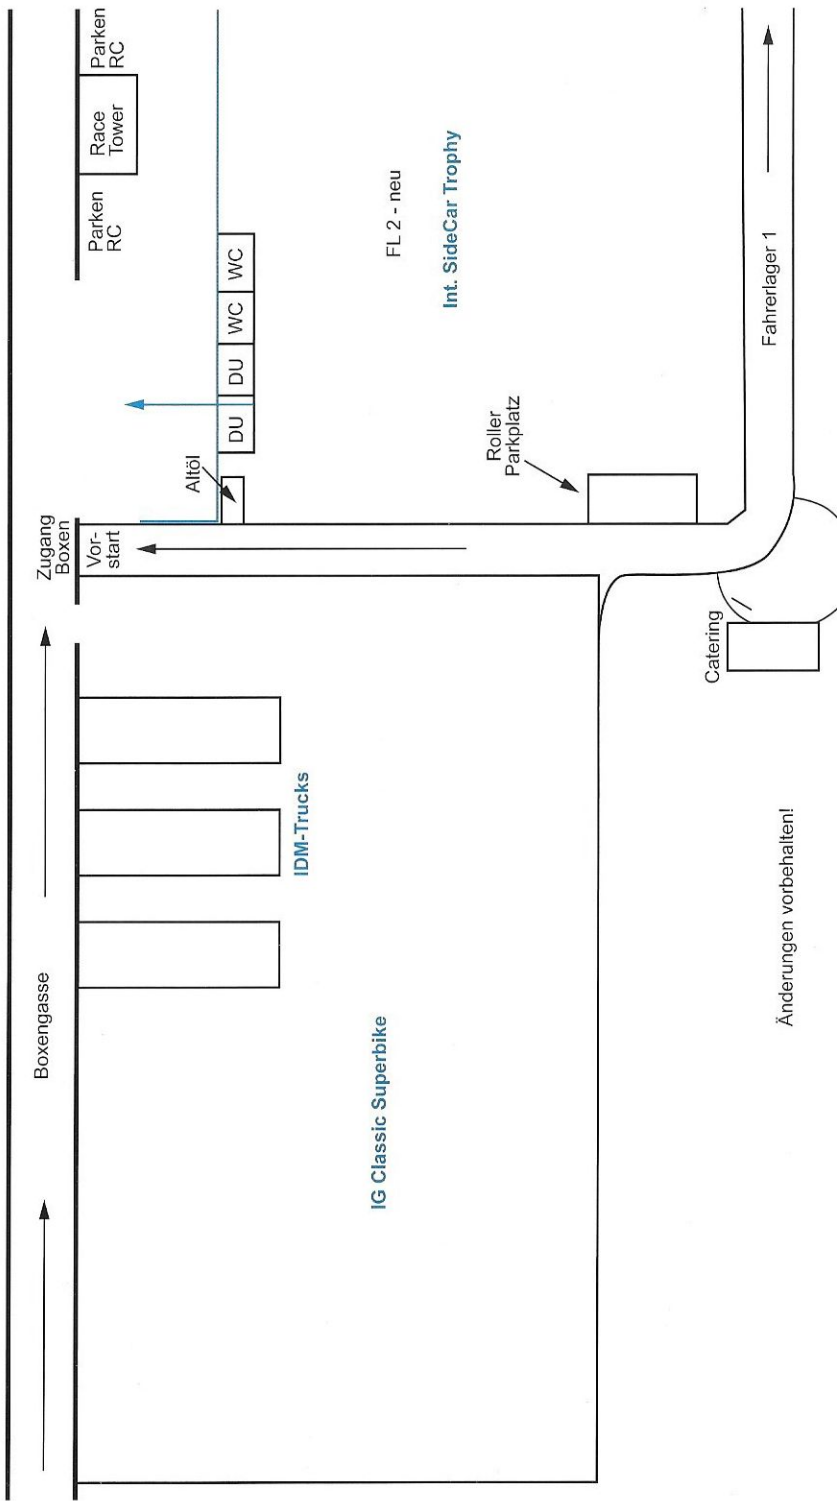 Boxengasse
Zugang
Boxen
Vor-
start
Parken
RC
Race
Tower
Parken
RC
Altöl
DU
DU
WC
WC
IDM-Trucks
IG Classic Superbike
FL 2 - neu
Int. SideCar Trophy
Roller
Parkplatz
Catering
Fahrerlager 1
Änderungen vorbehalten!